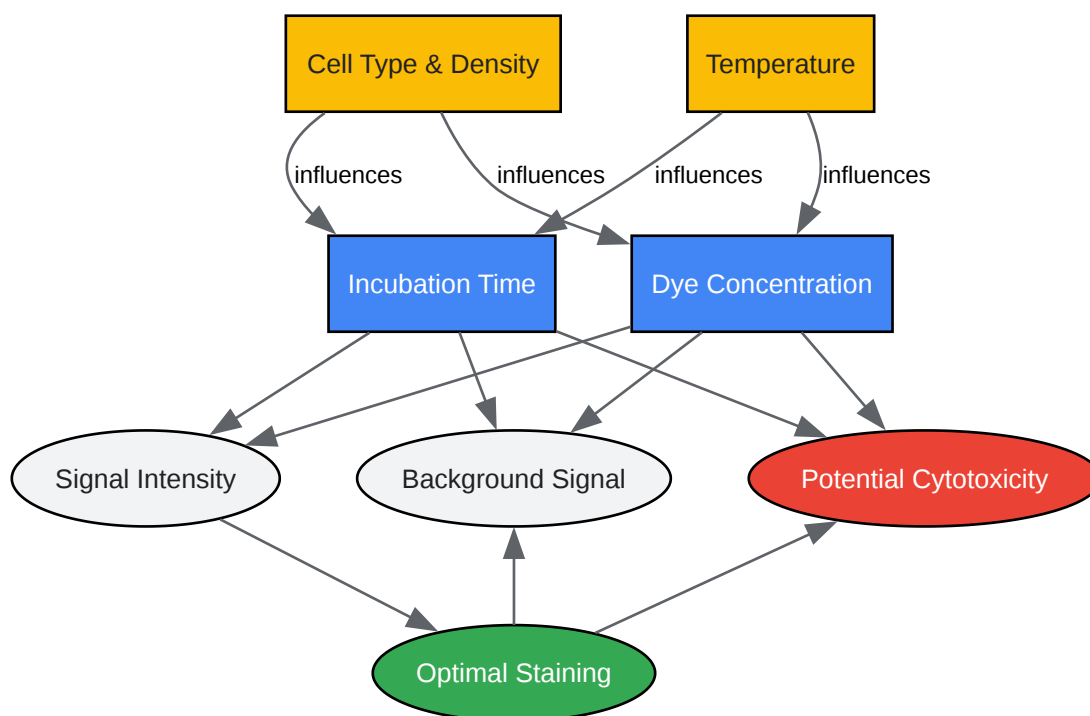 Cell Type & Density
Temperature
influences
influences
influences
influences
Incubation Time
Dye Concentration
Signal Intensity
Background Signal
Potential Cytotoxicity
Optimal Staining